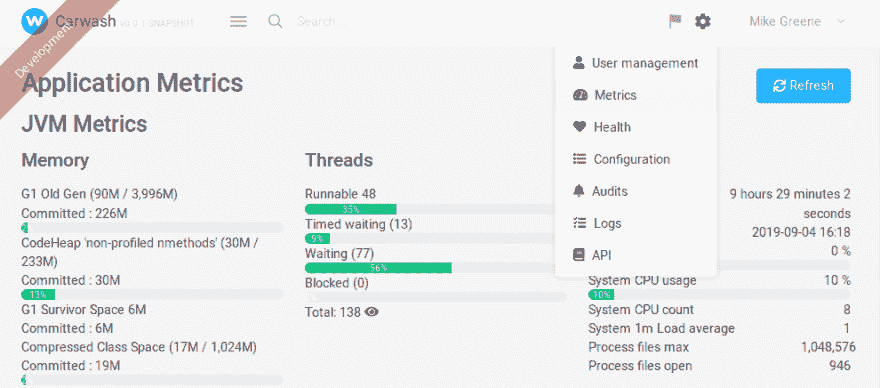 Carwash v0.0.1-SNAPSHOT Search... Mike Greene
Development
Application Metrics
Refresh
JVM Metrics
User management
Metrics
Health
Configuration
Audits
Logs
API
Memory
G1 Old Gen (90M / 3,996M)
Committed : 226M
CodeHeap 'non-profiled nmethods' (30M /
233M)
Committed : 30M
13%
G1 Survivor Space 6M
Committed : 6M
Compressed Class Space (17M / 1,024M)
Committed : 19M
Threads
Runnable 48
35%
Timed waiting (13)
9%
Waiting (77)
56%
Blocked (0)
Total: 138
9 hours 29 minutes 2
seconds
2019-09-04 16:18
0 %
System CPU usage 10 %
10%
System CPU count 8
System 1m Load average 1
Process files max 1,048,576
Process files open 946